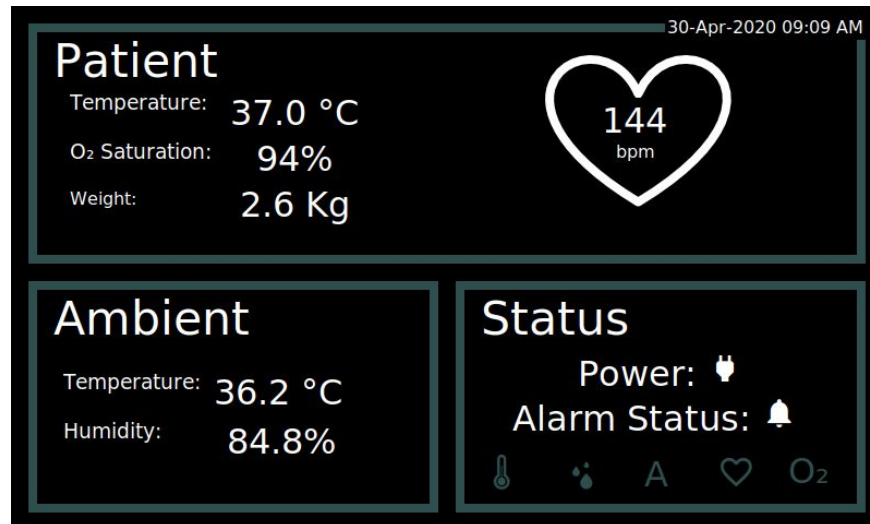 30-Apr-2020 09:09 AM
Patient
Temperature: 37.0 °C
O₂ Saturation: 94%
Weight: 2.6 Kg
144
bpm
Ambient
Temperature: 36.2 °C
Humidity: 84.8%
Status
Power:
Alarm Status:
A O₂